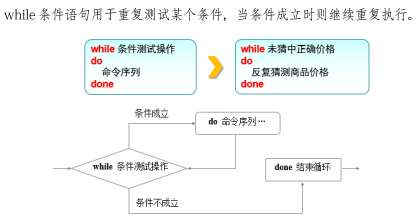 while 条件语句用于重复测试某个条件，当条件成立时则继续重复执行。
while 条件测试操作
do
命令序列
done
while 未猜中正确价格
do
反复猜测商品价格
done
条件成立
do 命令序列…
while 条件测试操作
done 结束循环
条件不成立